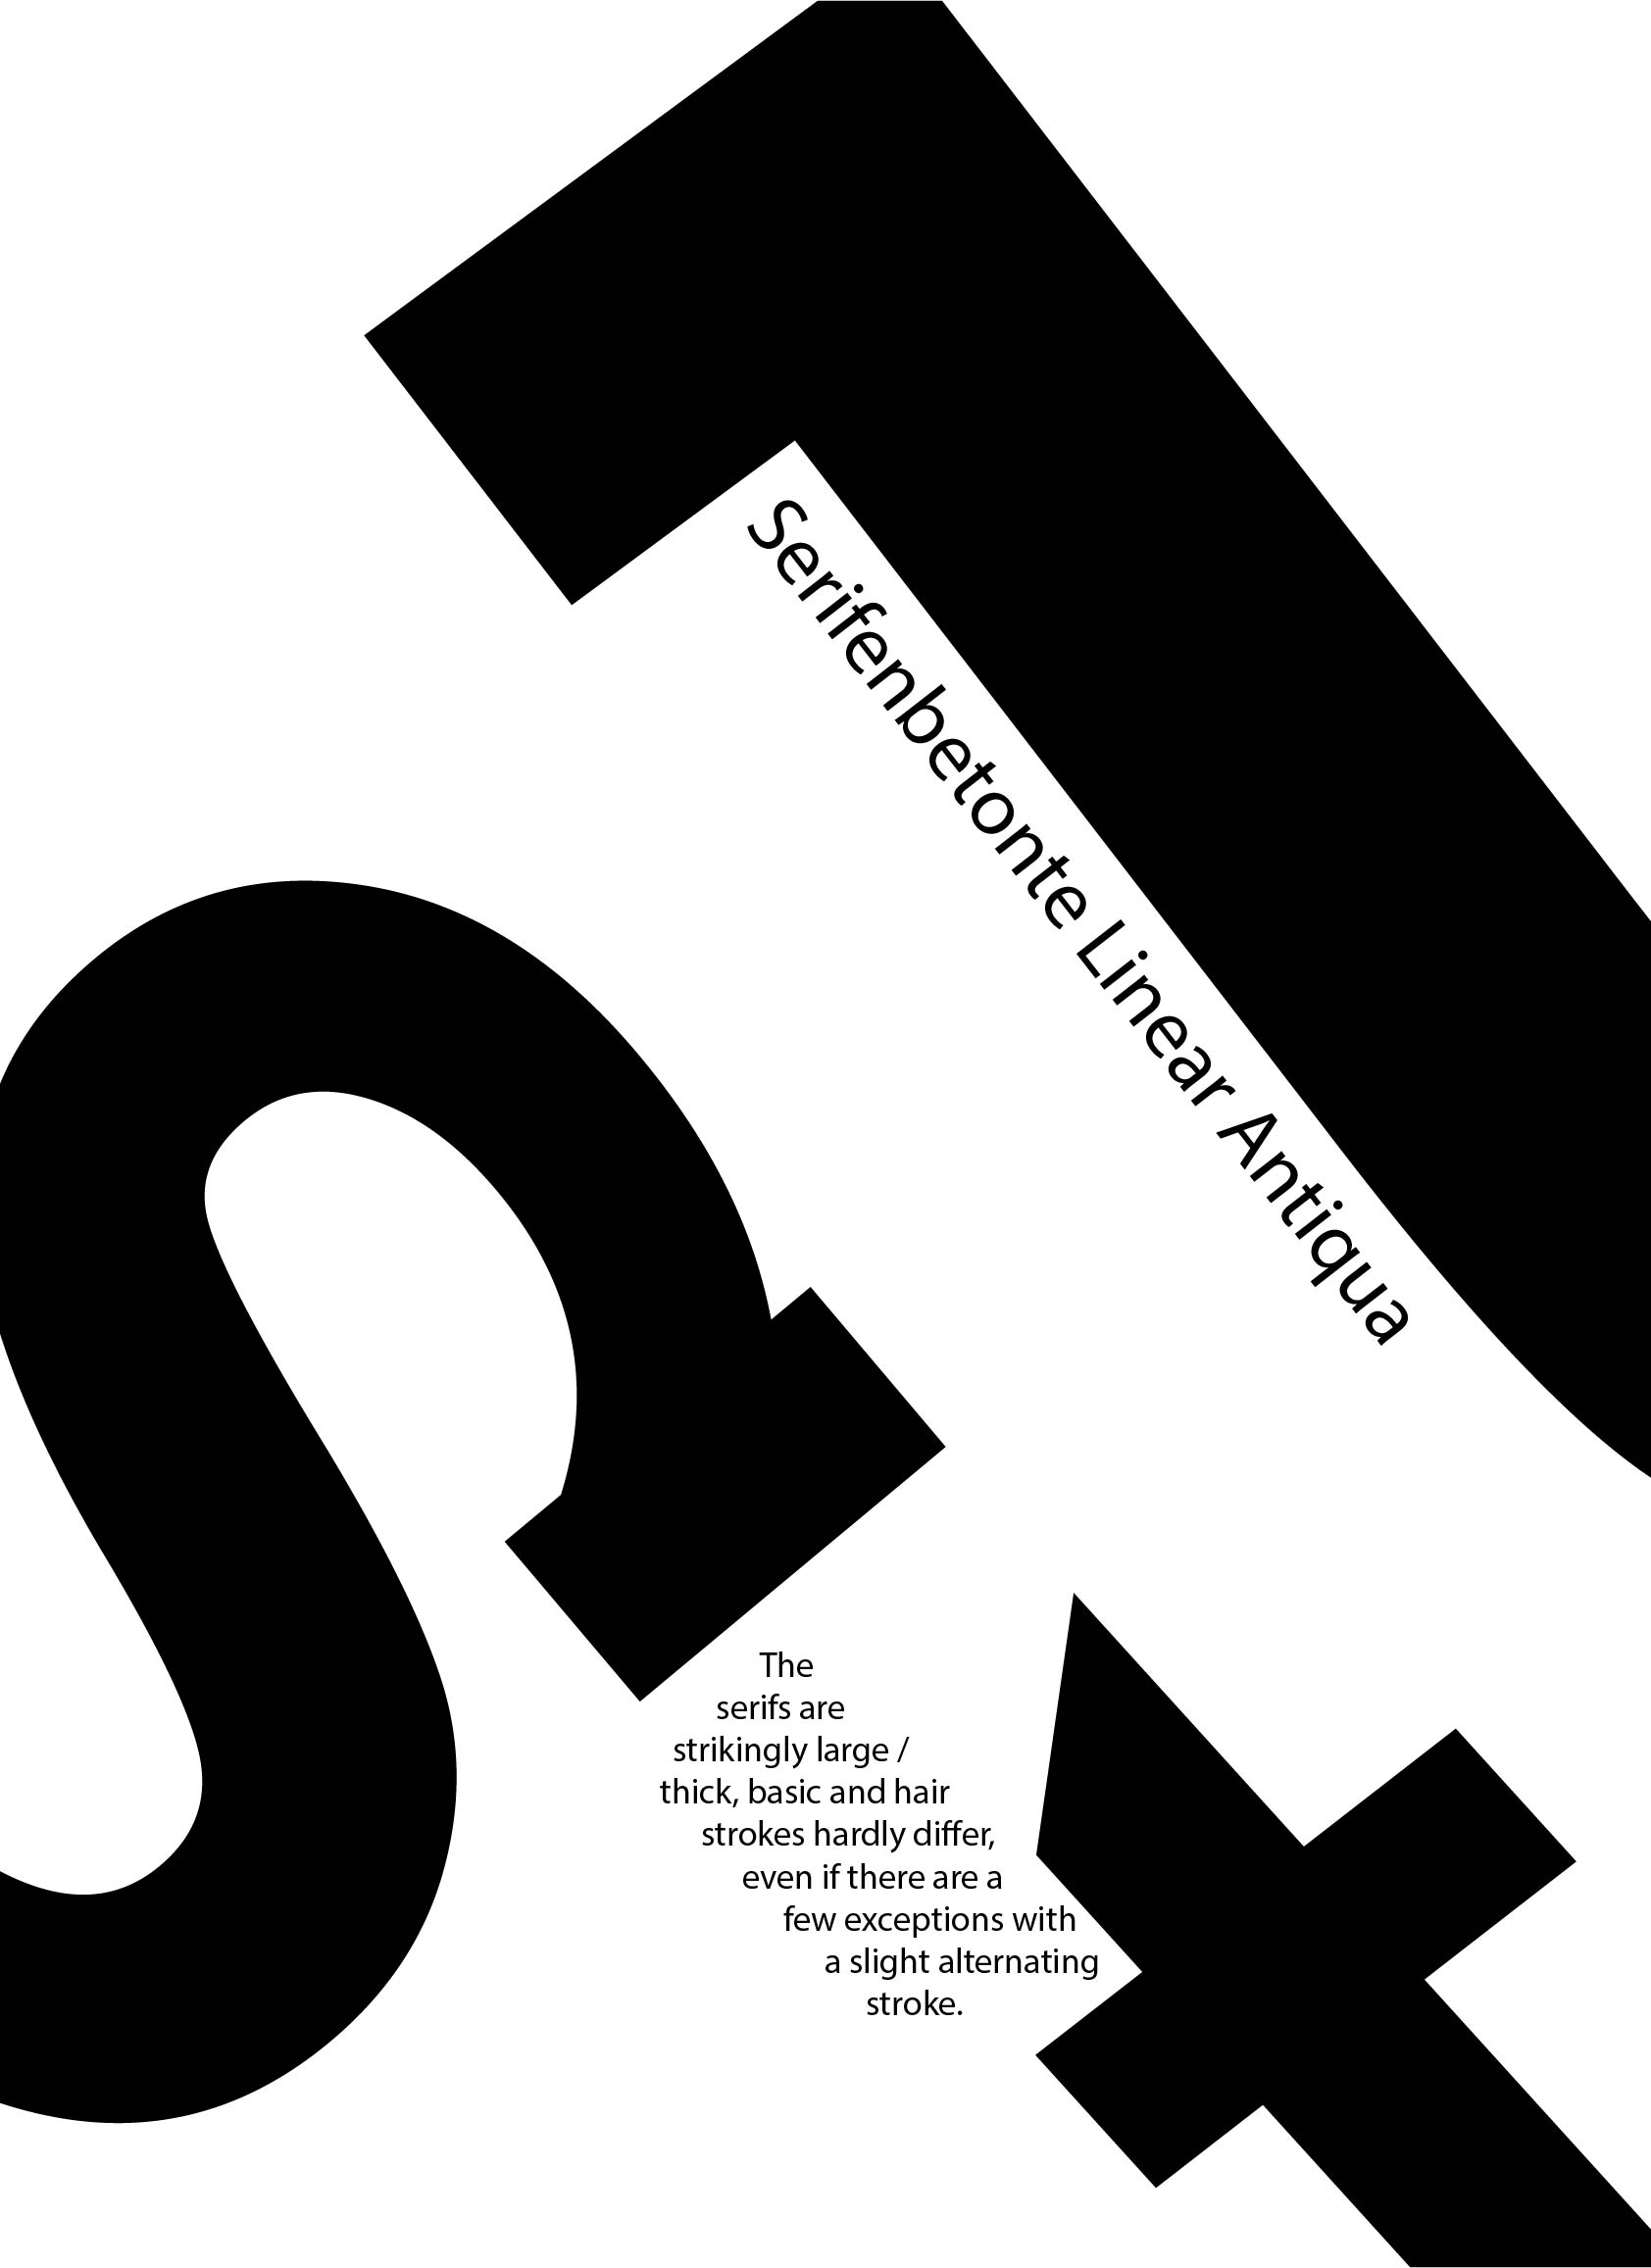 Serifenbetonte Linear Antiqua
S
t
The
serifs are
strikingly large /
thick, basic and hair
strokes hardly differ,
even if there are a
few exceptions with
a slight alternating
stroke.